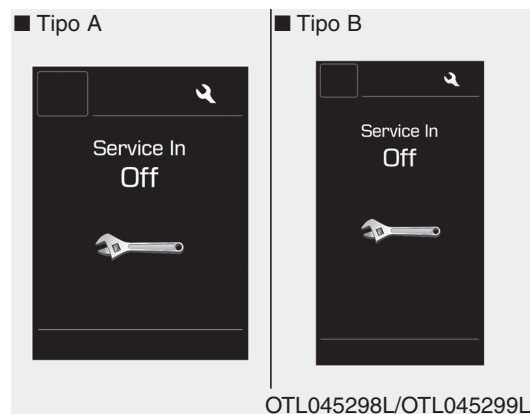 ■ Tipo A
Service In
Off
■ Tipo B
Service In
Off
OTL045298L/OTL045299L